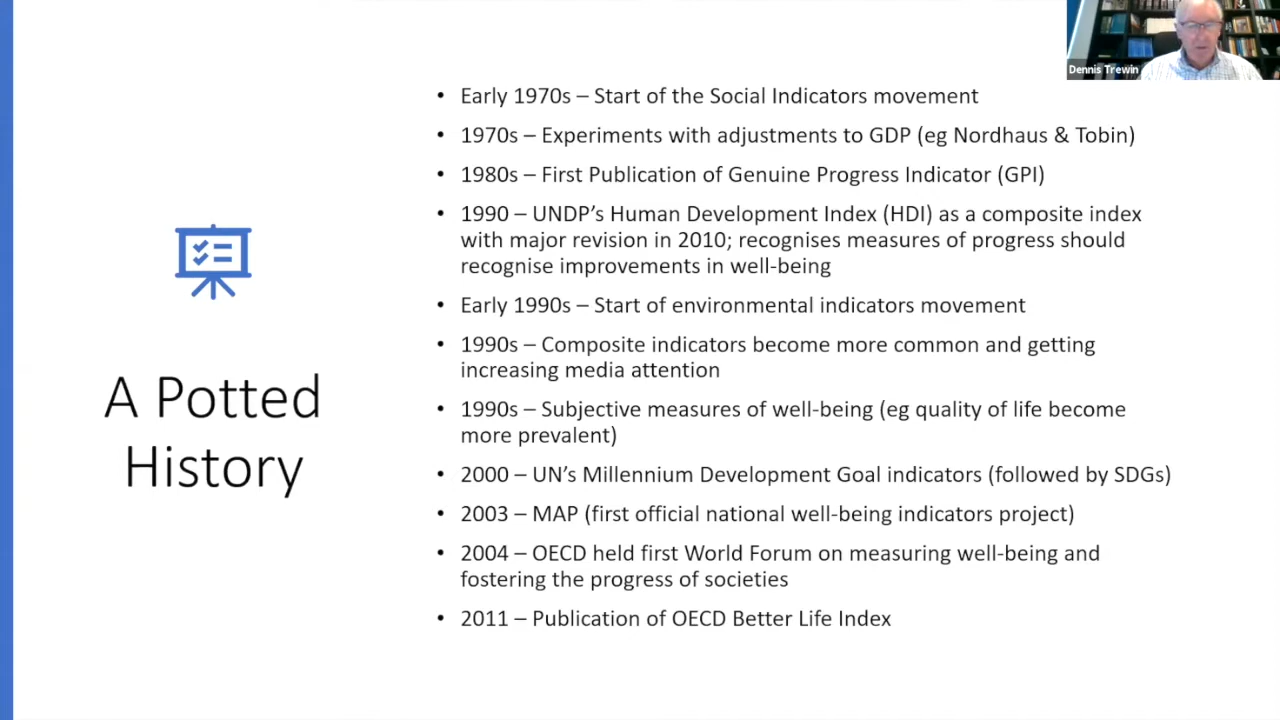 Dennis Trewin
A Potted
History
• Early 1970s – Start of the Social Indicators movement
• 1970s – Experiments with adjustments to GDP (eg Nordhaus & Tobin)
• 1980s – First Publication of Genuine Progress Indicator (GPI)
• 1990 – UNDP’s Human Development Index (HDI) as a composite index
with major revision in 2010; recognises measures of progress should
recognise improvements in well-being
• Early 1990s – Start of environmental indicators movement
• 1990s – Composite indicators become more common and getting
increasing media attention
• 1990s – Subjective measures of well-being (eg quality of life become
more prevalent)
• 2000 – UN’s Millennium Development Goal indicators (followed by SDGs)
• 2003 – MAP (first official national well-being indicators project)
• 2004 – OECD held first World Forum on measuring well-being and
fostering the progress of societies
• 2011 – Publication of OECD Better Life Index